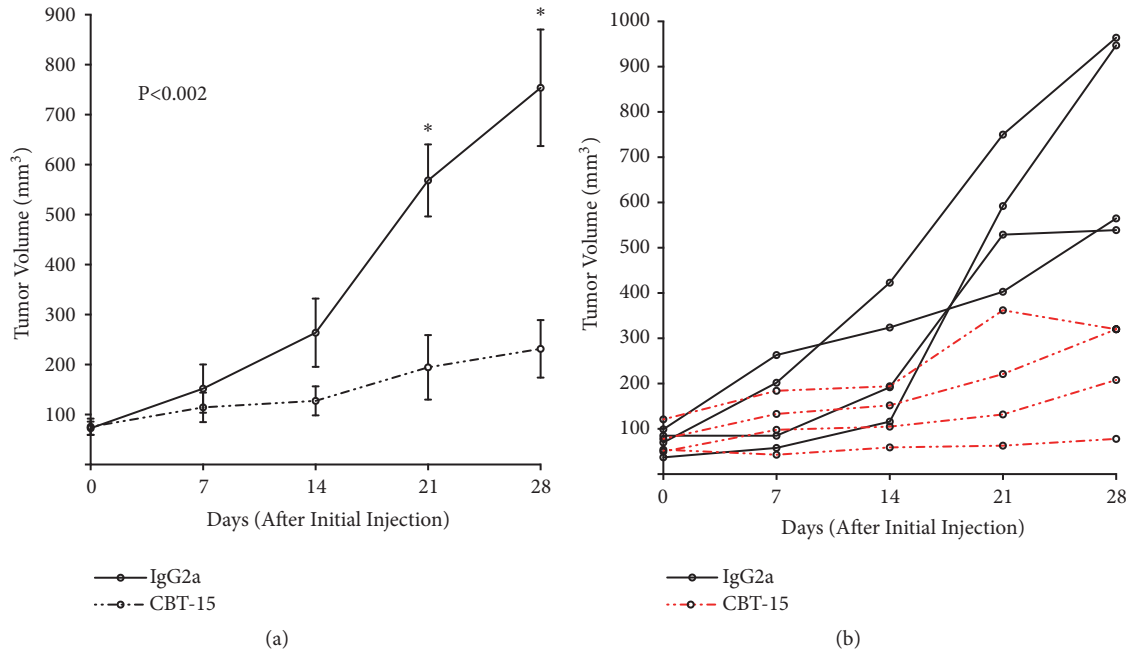 900
800
700
600
500
400
300
200
100
Tumor Volume (mm³)
P<0.002
*
*
0 7 14 21 28
Days (After Initial Injection)
IgG2a
CBT-15
(a)
1000
900
800
700
600
500
400
300
200
100
Tumor Volume (mm³)
0 7 14 21 28
Days (After Initial Injection)
IgG2a
CBT-15
(b)